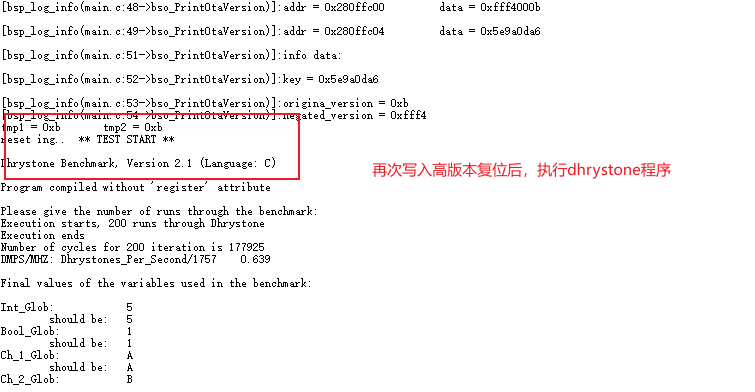 [bsp_log_info(main.c:48->bso_PrintOtaVersion)]:addr = 0x280ffc00 data = 0xfff4000b
[bsp_log_info(main.c:49->bso_PrintOtaVersion)]:addr = 0x280ffc04 data = 0x5e9a0da6
[bsp_log_info(main.c:51->bso_PrintOtaVersion)]:info data:
[bsp_log_info(main.c:52->bso_PrintOtaVersion)]:key = 0x5e9a0da6
[bsp_log_info(main.c:53->bso_PrintOtaVersion)]:origina_version = 0xb
[bsp_log_info(main.c:54->bso_PrintOtaVersion)]:negated_version = 0xfff4
tmp1 = 0xb tmp2 = 0xb
reset ing.. ** TEST START **
Dhrystone Benchmark, Version 2.1 (Language: C)
再次写入高版本复位后，执行dhrystone程序
Program compiled without 'register' attribute
Please give the number of runs through the benchmark:
Execution starts, 200 runs through Dhrystone
Execution ends
Number of cycles for 200 iteration is 177925
DMPS/MHZ: Dhrystones_Per_Second/1757 0.639
Final values of the variables used in the benchmark:
Int_Glob: 5
should be: 5
Bool_Glob: 1
should be: 1
Ch_1_Glob: A
should be: A
Ch_2_Glob: B